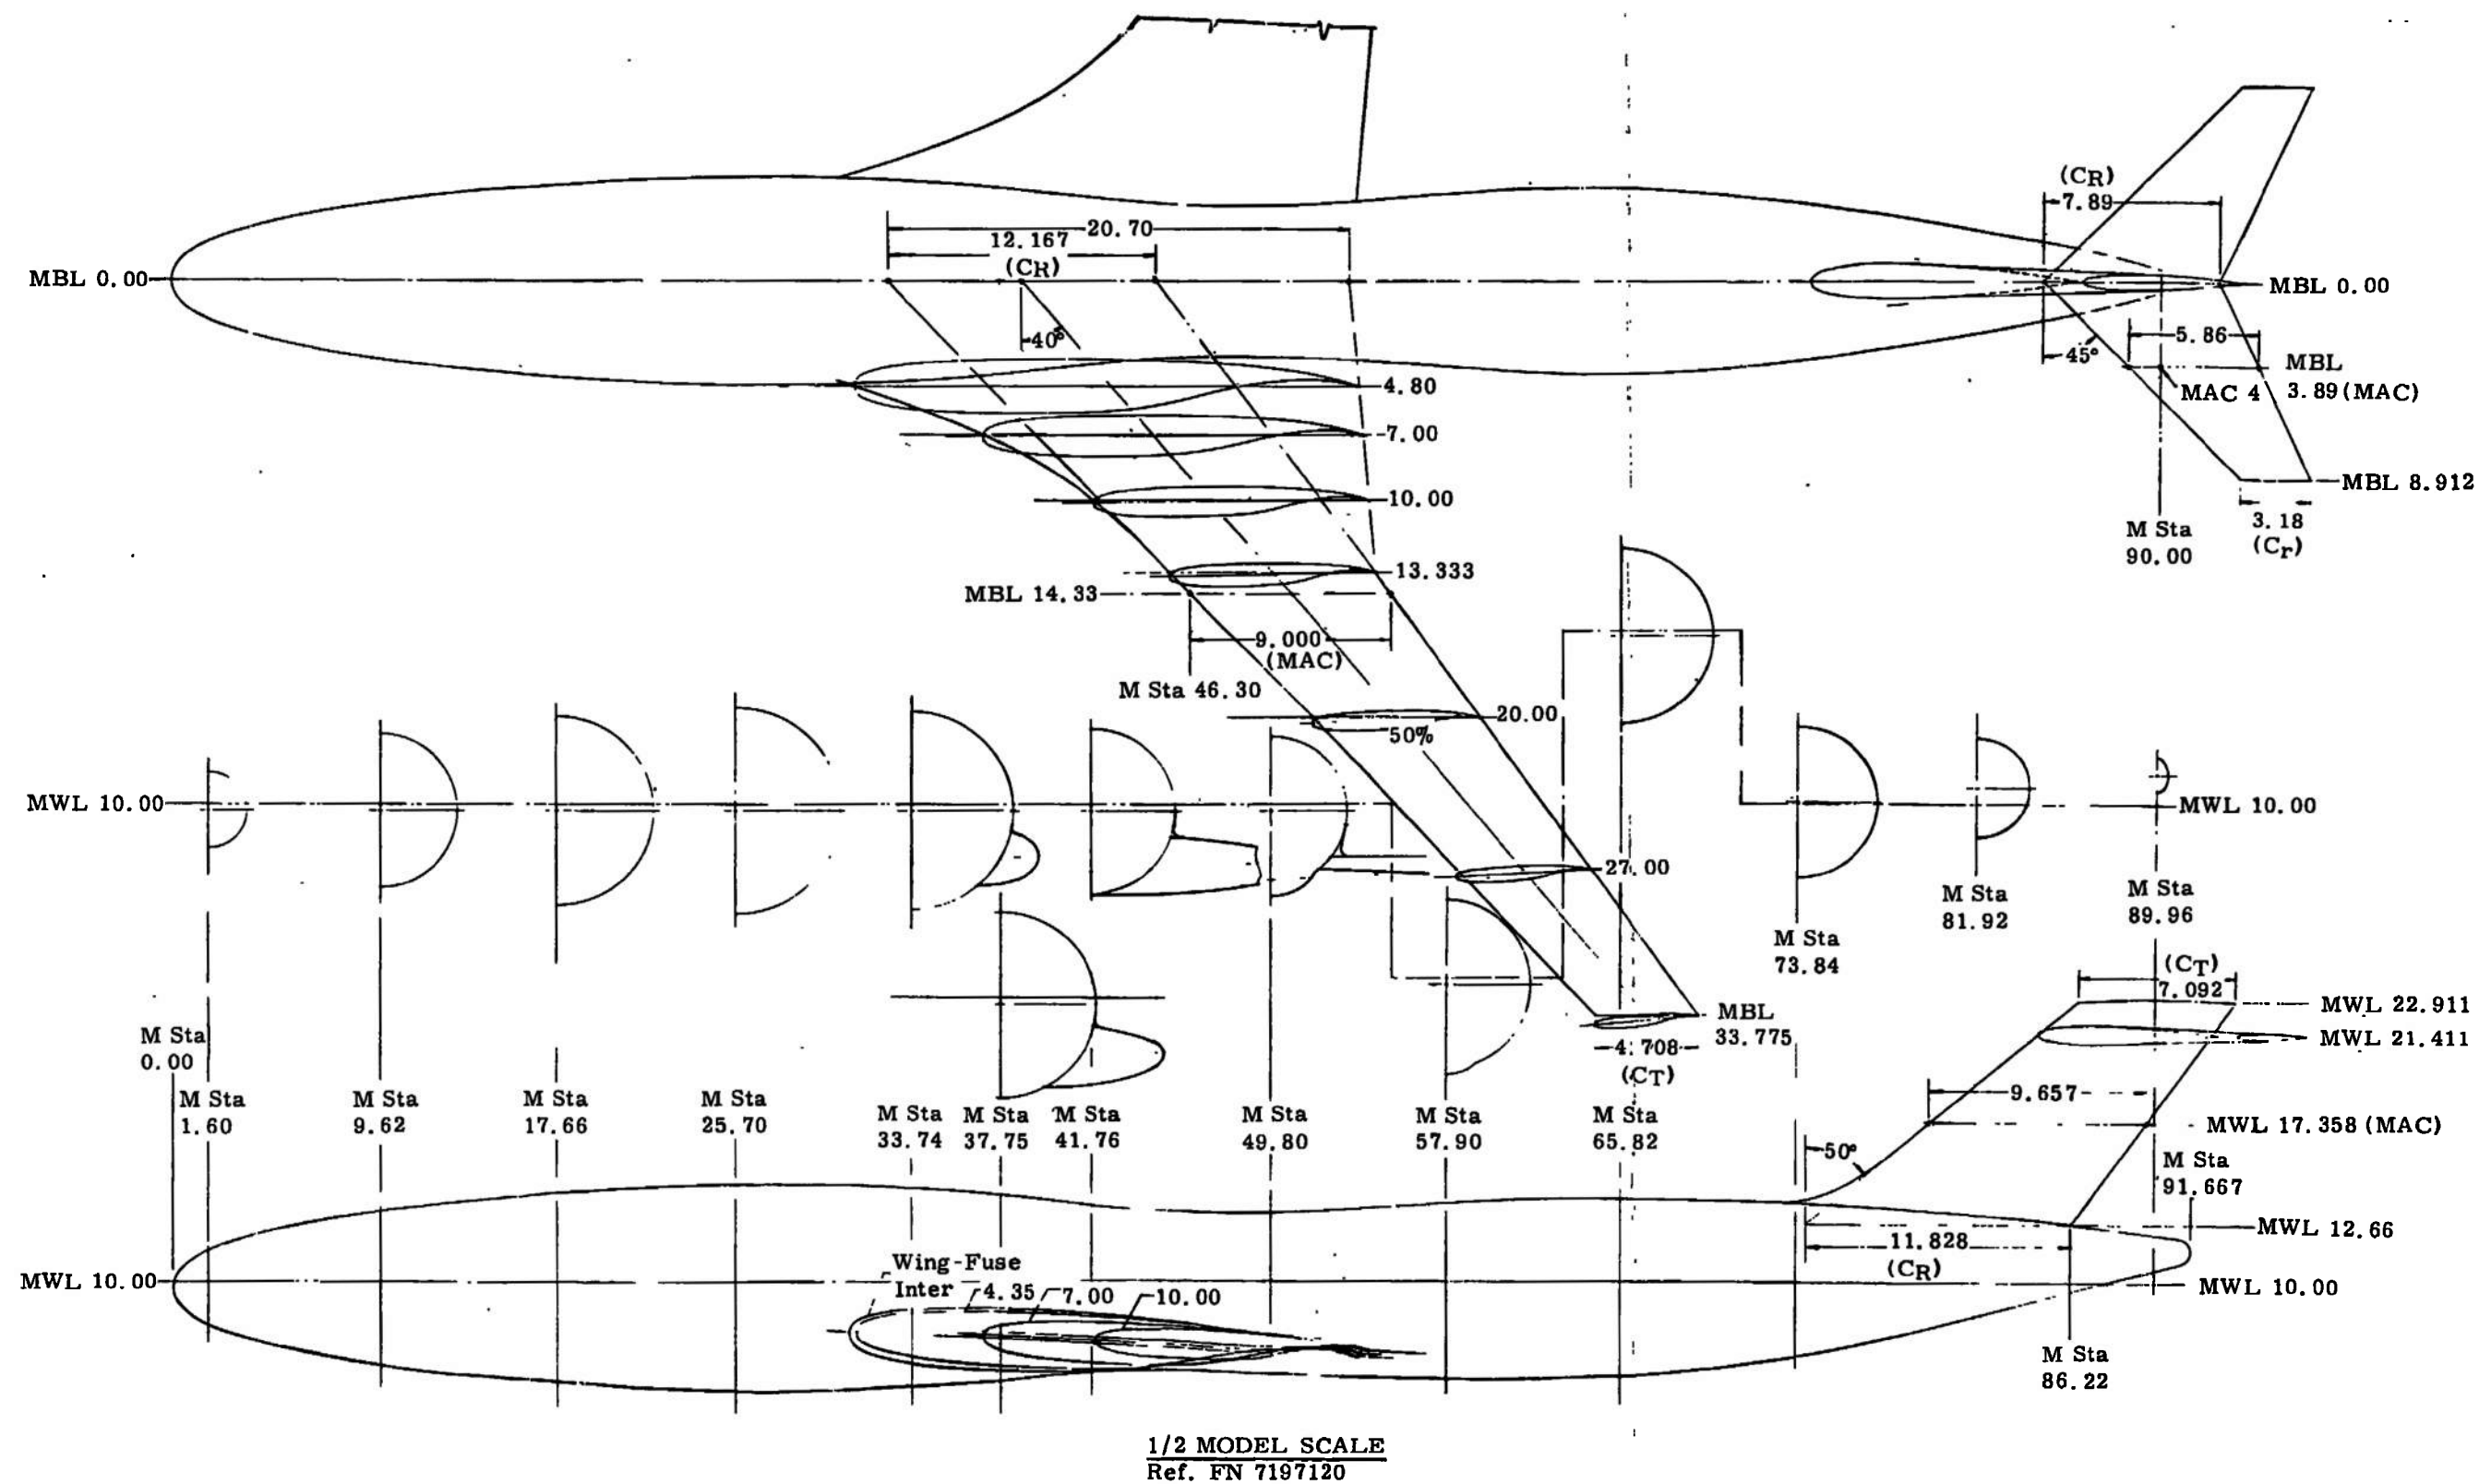 (CR)
7.89
20.70
12.167
(CR)
MBL 0.00
MBL 0.00
40°
5.86
45°
MBL
3.89 (MAC)
MAC 4
4.80
7.00
MBL 8.912
10.00
3.18
(Cr)
M Sta
90.00
13.333
MBL 14.33
9.000
(MAC)
M Sta 46.30
20.00
50%
MWL 10.00
MWL 10.00
27.00
M Sta
81.92
M Sta
89.96
M Sta
73.84
(CT)
7.092
MWL 22.911
MBL
33.775
MWL 21.411
M Sta
0.00
4.708
(CT)
M Sta
1.60
M Sta
9.62
M Sta
17.66
M Sta
25.70
M Sta
33.74
M Sta
37.75
M Sta
41.76
M Sta
49.80
M Sta
57.90
M Sta
65.82
9.657
MWL 17.358 (MAC)
50°
M Sta
91.667
MWL 12.66
11.828
(CR)
Wing-Fuse
Inter
4.35
7.00
10.00
MWL 10.00
MWL 10.00
M Sta
86.22
1/2 MODEL SCALE
Ref. FN 7197120